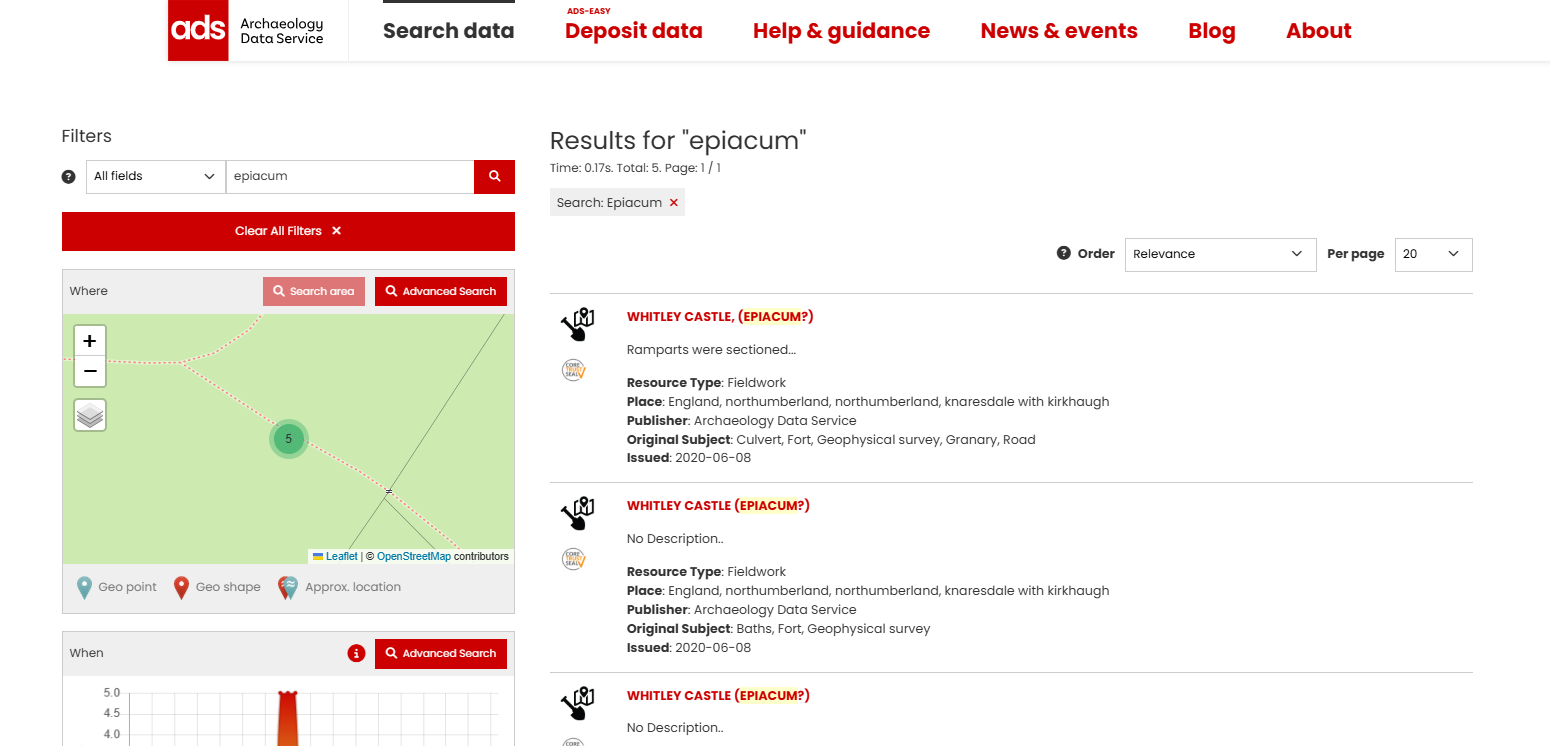 ads
Archaeology
Data Service
Search data
ADS-EASY
Deposit data
Help & guidance
News & events
Blog
About
Filters
? All fields epiacum
Clear All Filters ×
Where Search area Advanced Search
+
−
5
Leaflet | © OpenStreetMap contributors
Geo point Geo shape Approx. location
When i Advanced Search
5.0
4.5
4.0
Results for "epiacum"
Time: 0.17s. Total: 5. Page: 1 / 1
Search: Epiacum ×
? Order Relevance Per page 20
WHITLEY CASTLE, (EPIACUM?)
Ramparts were sectioned...
CORE TRUST SEAL
Resource Type: Fieldwork
Place: England, northumberland, northumberland, knaresdale with kirkhaugh
Publisher: Archaeology Data Service
Original Subject: Culvert, Fort, Geophysical survey, Granary, Road
Issued: 2020-06-08
WHITLEY CASTLE (EPIACUM?)
No Description..
CORE TRUST SEAL
Resource Type: Fieldwork
Place: England, northumberland, northumberland, knaresdale with kirkhaugh
Publisher: Archaeology Data Service
Original Subject: Baths, Fort, Geophysical survey
Issued: 2020-06-08
WHITLEY CASTLE (EPIACUM?)
No Description..